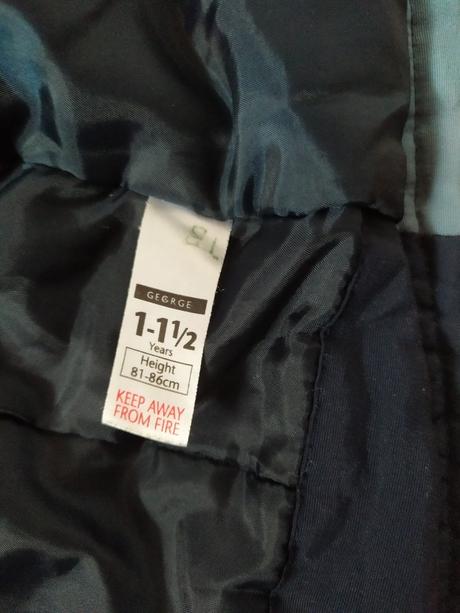 GEORGE
1-1½
Years
Height
81-86cm
KEEP AWAY
FROM FIRE